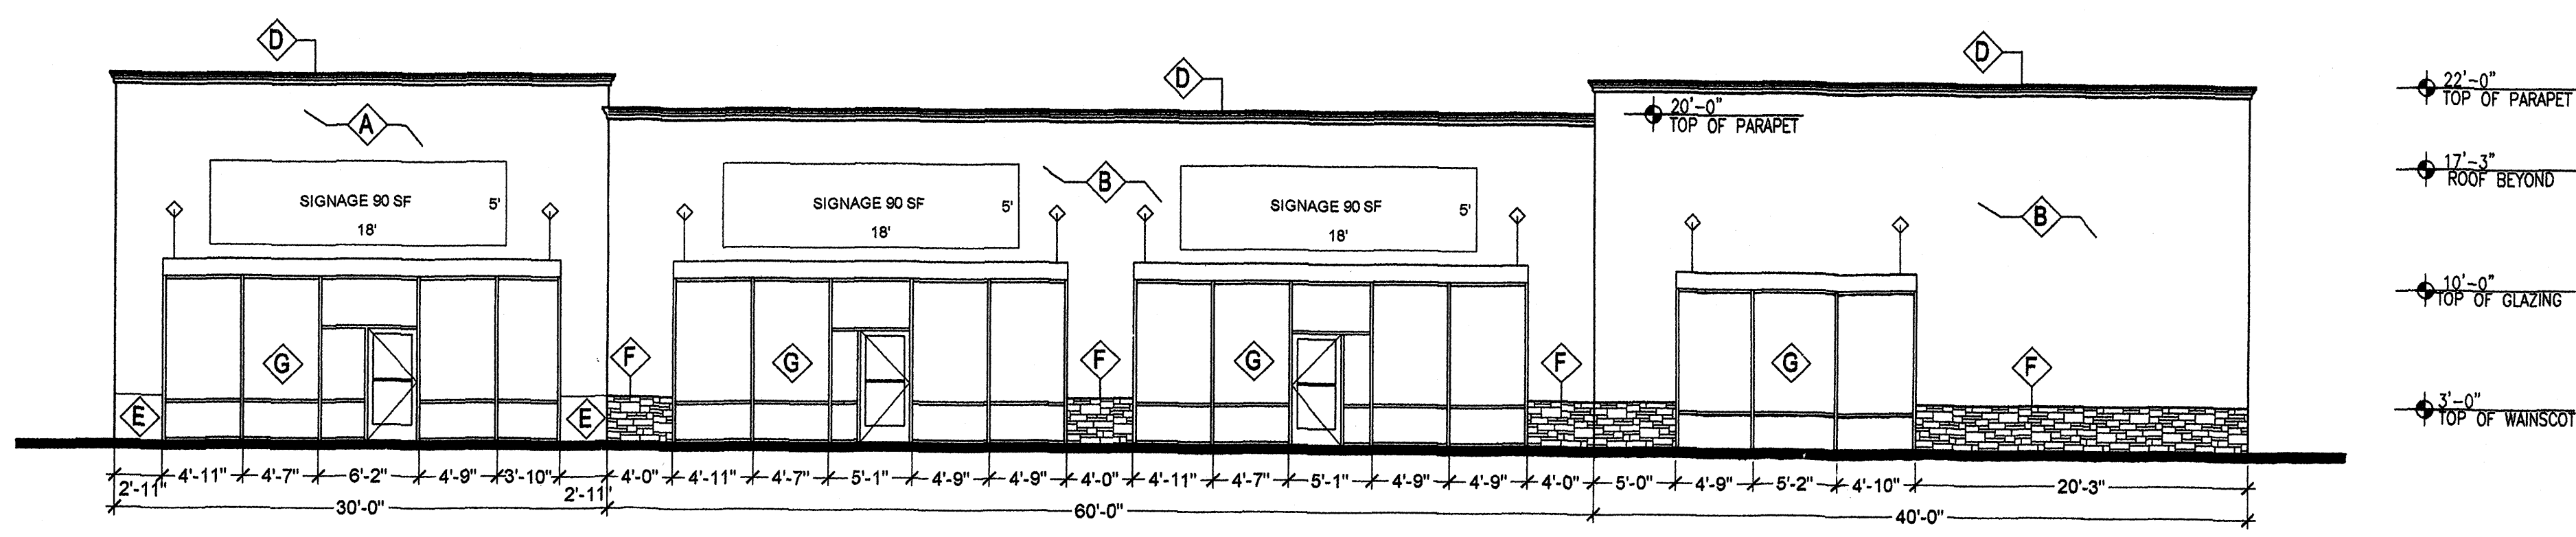 D
D
D
A
B
B
SIGNAGE 90 SF
5'
18'
SIGNAGE 90 SF
5'
18'
SIGNAGE 90 SF
5'
18'
20'-0"
TOP OF PARAPET
22'-0"
TOP OF PARAPET
17'-3"
ROOF BEYOND
10'-0"
TOP OF GLAZING
3'-0"
TOP OF WAINSCOT
E
G
E
F
G
F
G
F
G
F
2'-11" 4'-11" 4'-7" 6'-2" 4'-9" 3'-10" 2'-11" 4'-0" 4'-11" 4'-7" 5'-1" 4'-9" 4'-9" 4'-0" 4'-11" 4'-7" 5'-1" 4'-9" 4'-9" 4'-0" 5'-0" 4'-9" 5'-2" 4'-10" 20'-3"
30'-0" 60'-0" 40'-0"